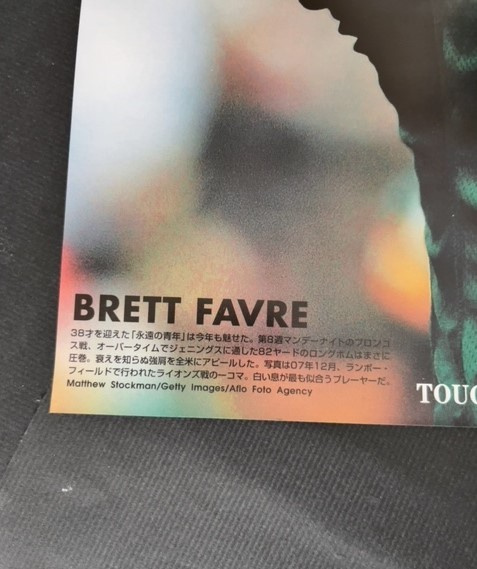 BRETT FAVRE
38才を迎えた「永遠の青年」は今年も魅せた。第8週マンデーナイトのブロンコ
ス戦、オーバータイムでジェニングスに通した82ヤードのロングボムはまさに
圧巻。衰えを知らぬ強肩を全米にアピールした。写真は07年12月、ランボー・
フィールドで行われたライオンズ戦の一コマ。白い息が最も似合うプレーヤーだ。
Matthew Stockman/Getty Images/Aflo Foto Agency